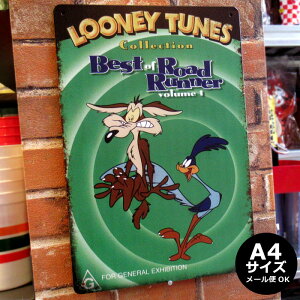 LOONEY TUNES
Collection
Best of Road
Runner
volume 1
G
FOR GENERAL EXHIBITION
A4
サイズ
メール便OK